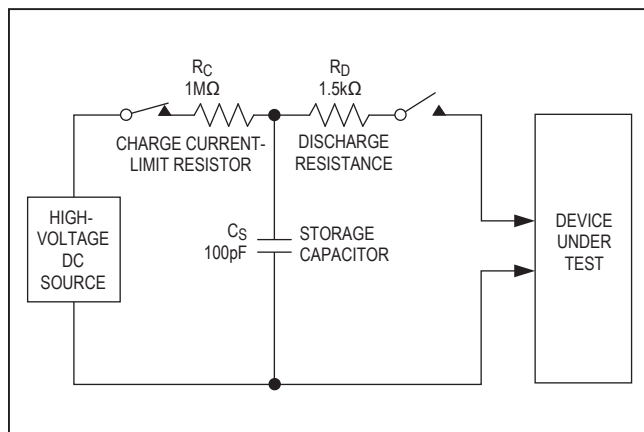 RC
1MΩ
RD
1.5kΩ
CHARGE CURRENT-
LIMIT RESISTOR
DISCHARGE
RESISTANCE
HIGH-
VOLTAGE
DC
SOURCE
CS
100pF
STORAGE
CAPACITOR
DEVICE
UNDER
TEST